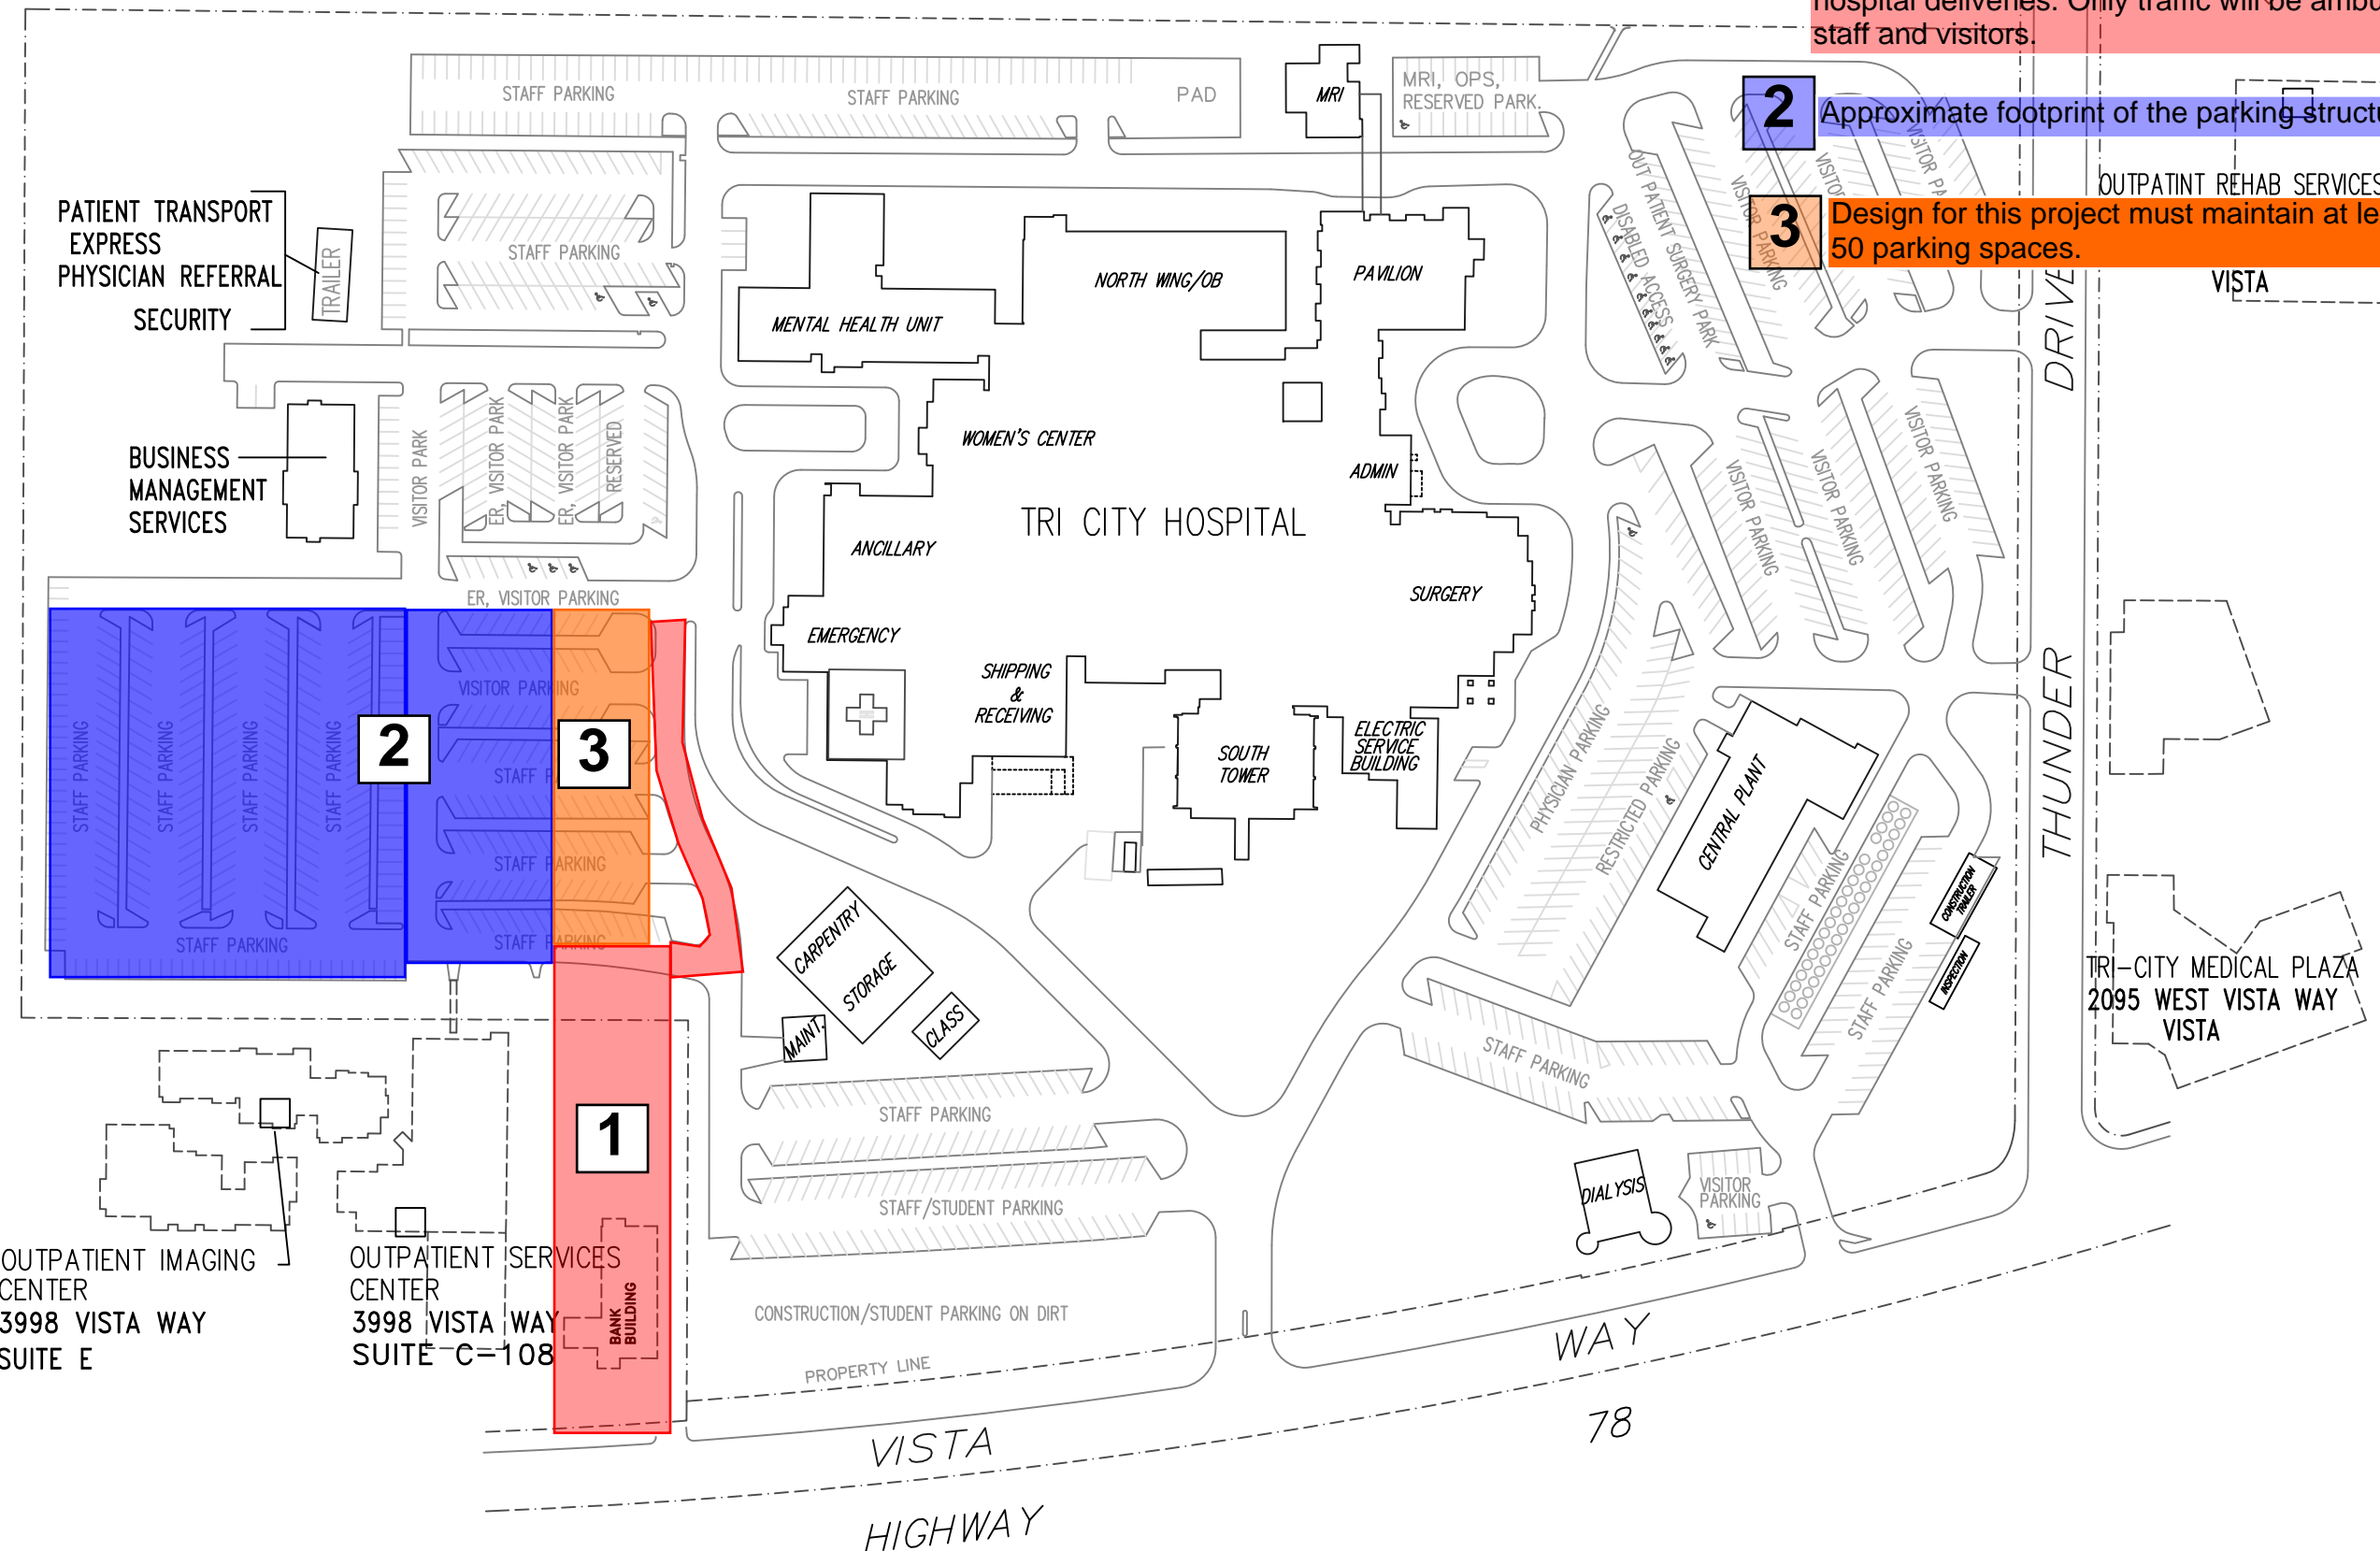 hospital deliveries. Only traffic will be
staff and visitors.
2
Approximate footprint of the parking
3
Design for this project must maintain at
50 parking spaces.
OUTPATINT REHAB SERVICES
VISTA
STAFF PARKING
STAFF PARKING
PAD
MRI
MRI, OPS,
RESERVED PARK.
PATIENT TRANSPORT
EXPRESS
PHYSICIAN REFERRAL
SECURITY
TRAILER
STAFF PARKING
MENTAL HEALTH UNIT
NORTH WING/OB
PAVILION
DISABLED ACCESS
OUT PATIENT SURGERY PARK
VISITOR PARKING
VISITOR
VISITOR
DRIVE
BUSINESS
MANAGEMENT
SERVICES
VISITOR PARK
ER, VISITOR PARK
ER, VISITOR PARK
RESERVED
WOMEN'S CENTER
ADMIN
TRI CITY HOSPITAL
ANCILLARY
SURGERY
VISITOR PARKING
VISITOR PARKING
VISITOR PARKING
ER, VISITOR PARKING
EMERGENCY
SHIPPING
&
RECEIVING
SOUTH
TOWER
ELECTRIC
SERVICE
BUILDING
PHYSICIAN PARKING
RESTRICTED PARKING
CENTRAL PLANT
THUNDER
STAFF PARKING
STAFF PARKING
STAFF PARKING
STAFF PARKING
2
VISITOR PARKING
STAFF
3
STAFF PARKING
STAFF PARKING
STAFF PARKING
CARPENTRY
STORAGE
MAINT.
CLASS
STAFF PARKING
STAFF PARKING
CONSTRUCTION
TRAILER
INSPECTION
TRI-CITY MEDICAL PLAZA
2095 WEST VISTA WAY
VISTA
STAFF PARKING
STAFF PARKING
STAFF/STUDENT PARKING
1
DIALYSIS
VISITOR
PARKING
OUTPATIENT IMAGING
CENTER
3998 VISTA WAY
SUITE E
OUTPATIENT SERVICES
CENTER
3998 VISTA WAY
SUITE C-108
BANK
BUILDING
CONSTRUCTION/STUDENT PARKING ON DIRT
PROPERTY LINE
VISTA
WAY
HIGHWAY
78